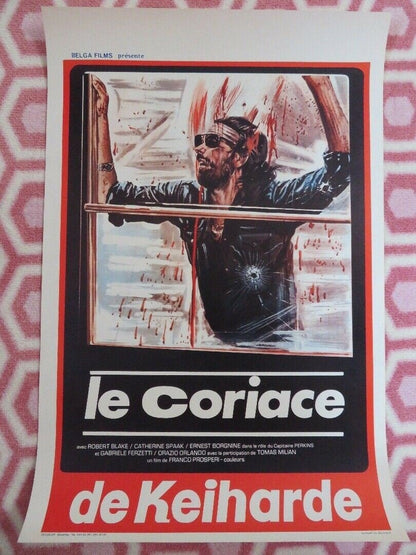 BELGA FILMS présente
le Coriace
avec ROBERT BLAKE / CATHERINE SPAAK / ERNEST BORGNINE dans le rôle du Capitaine PERKINS
et GABRIELE FERZETTI / ORAZIO ORLANDO avec la participation de TOMAS MILIAN
un film de FRANCO PROSPERI - couleurs
de Keiharde